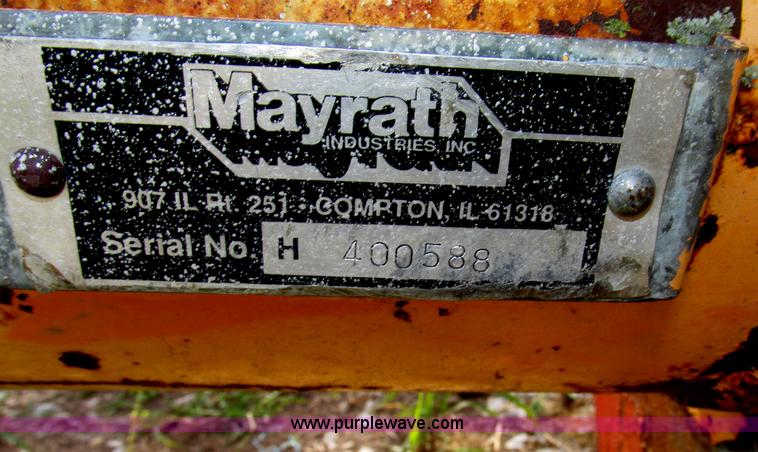 Mayrath
INDUSTRIES, INC
907 IL Rt. 251 - COMPTON, IL 61318
Serial No. H 400588
www.purplewave.com